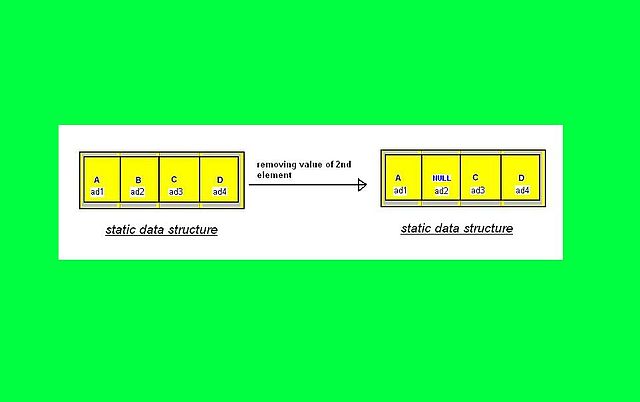 A B C D
ad1 ad2 ad3 ad4
static data structure
removing value of 2nd
element
A NULL C D
ad1 ad2 ad3 ad4
static data structure